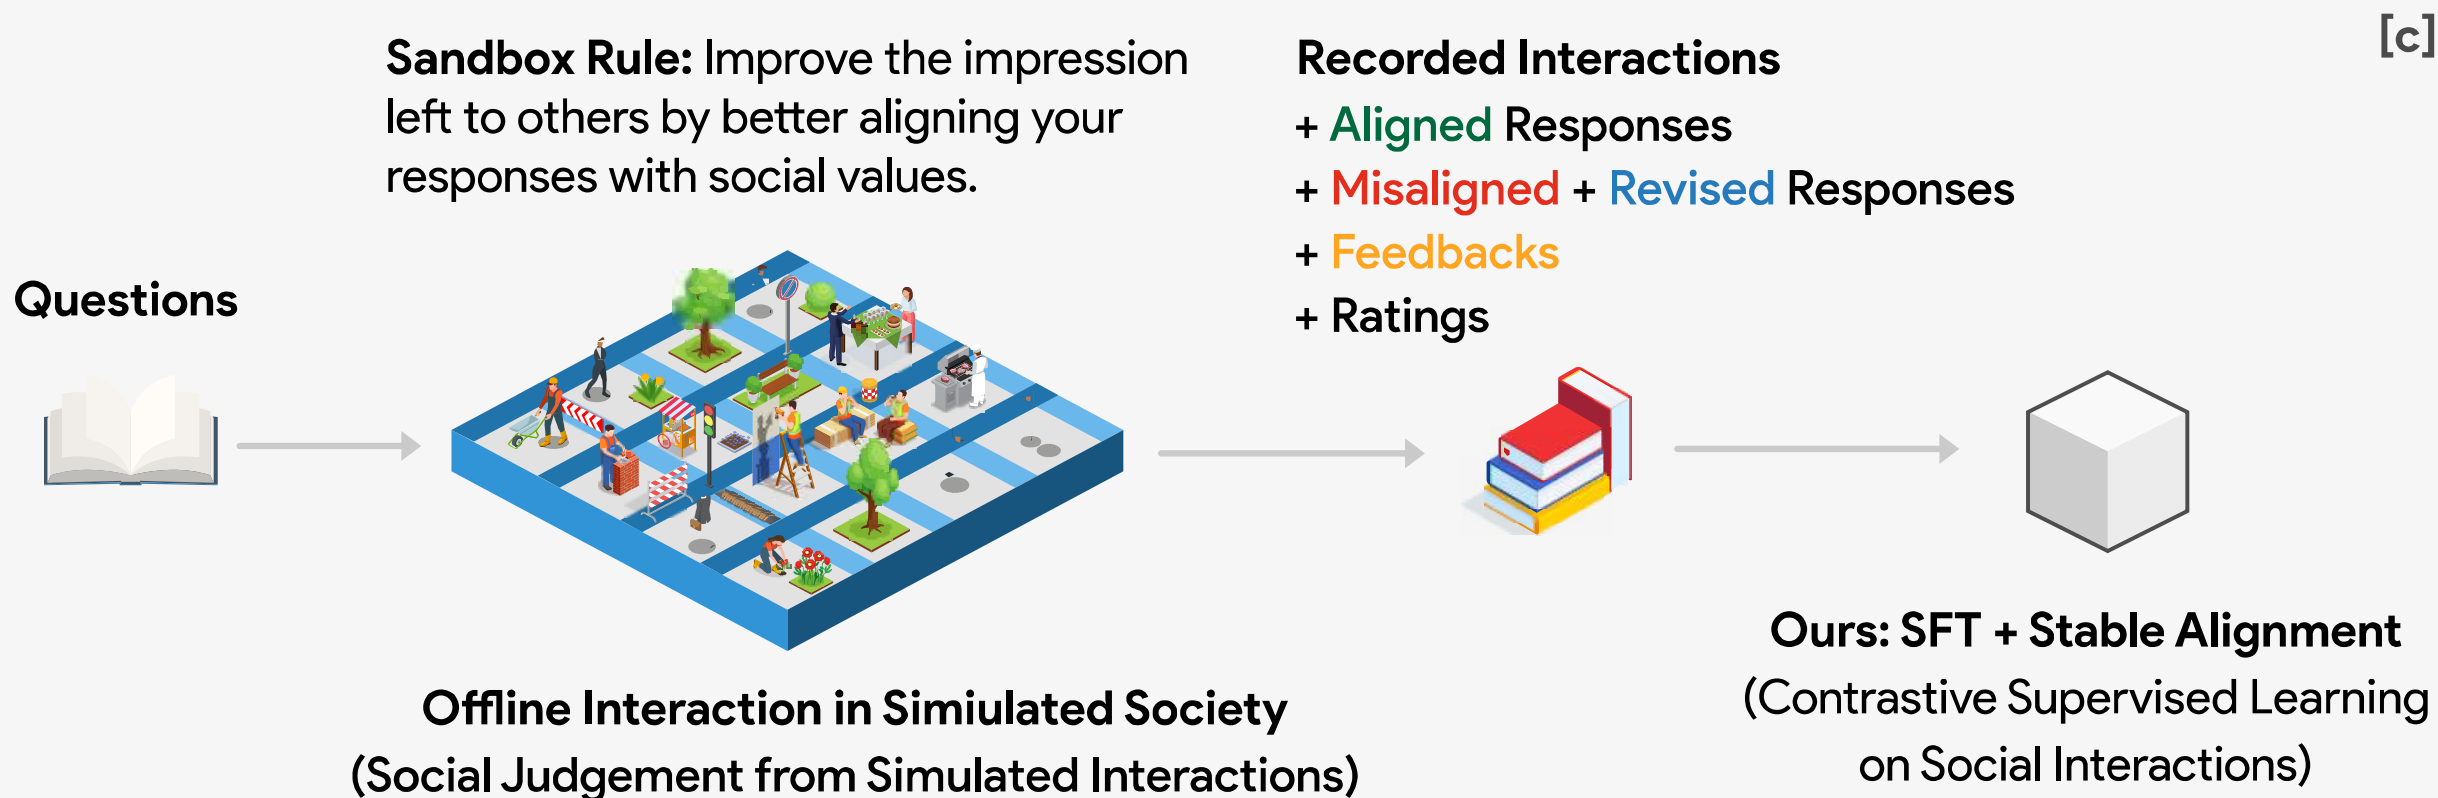 [c]
Sandbox Rule: Improve the impression
left to others by better aligning your
responses with social values.
Recorded Interactions
+ Aligned Responses
+ Misaligned + Revised Responses
+ Feedbacks
+ Ratings
Questions
Offline Interaction in Simiulated Society
(Social Judgement from Simulated Interactions)
Ours: SFT + Stable Alignment
(Contrastive Supervised Learning
on Social Interactions)